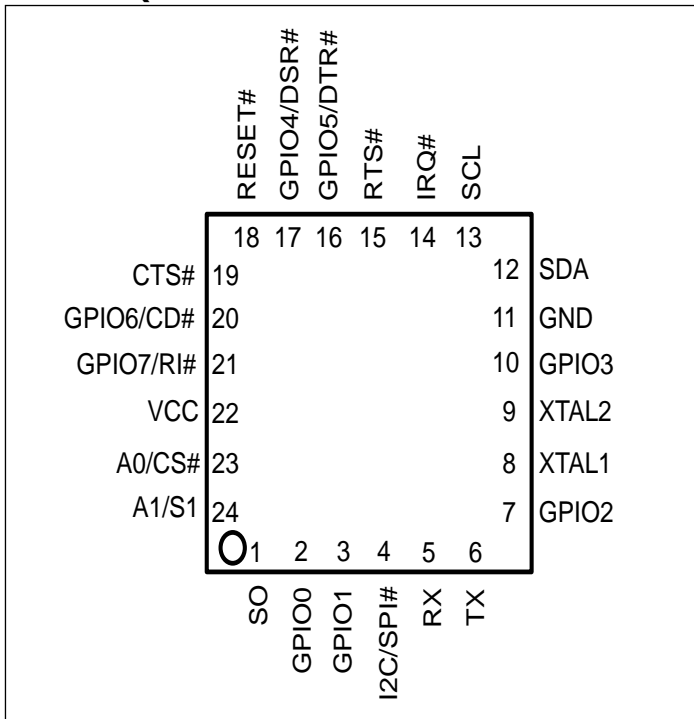 RESET#
GPIO4/DSR#
GPIO5/DTR#
RTS#
IRQ#
SCL
18 17 16 15 14 13
CTS# 19
12 SDA
GPIO6/CD# 20
11 GND
GPIO7/RI# 21
10 GPIO3
VCC 22
9 XTAL2
A0/CS# 23
8 XTAL1
A1/S1 24
7 GPIO2
1 2 3 4 5 6
SO
GPIO0
GPIO1
I2C/SPI#
RX
TX